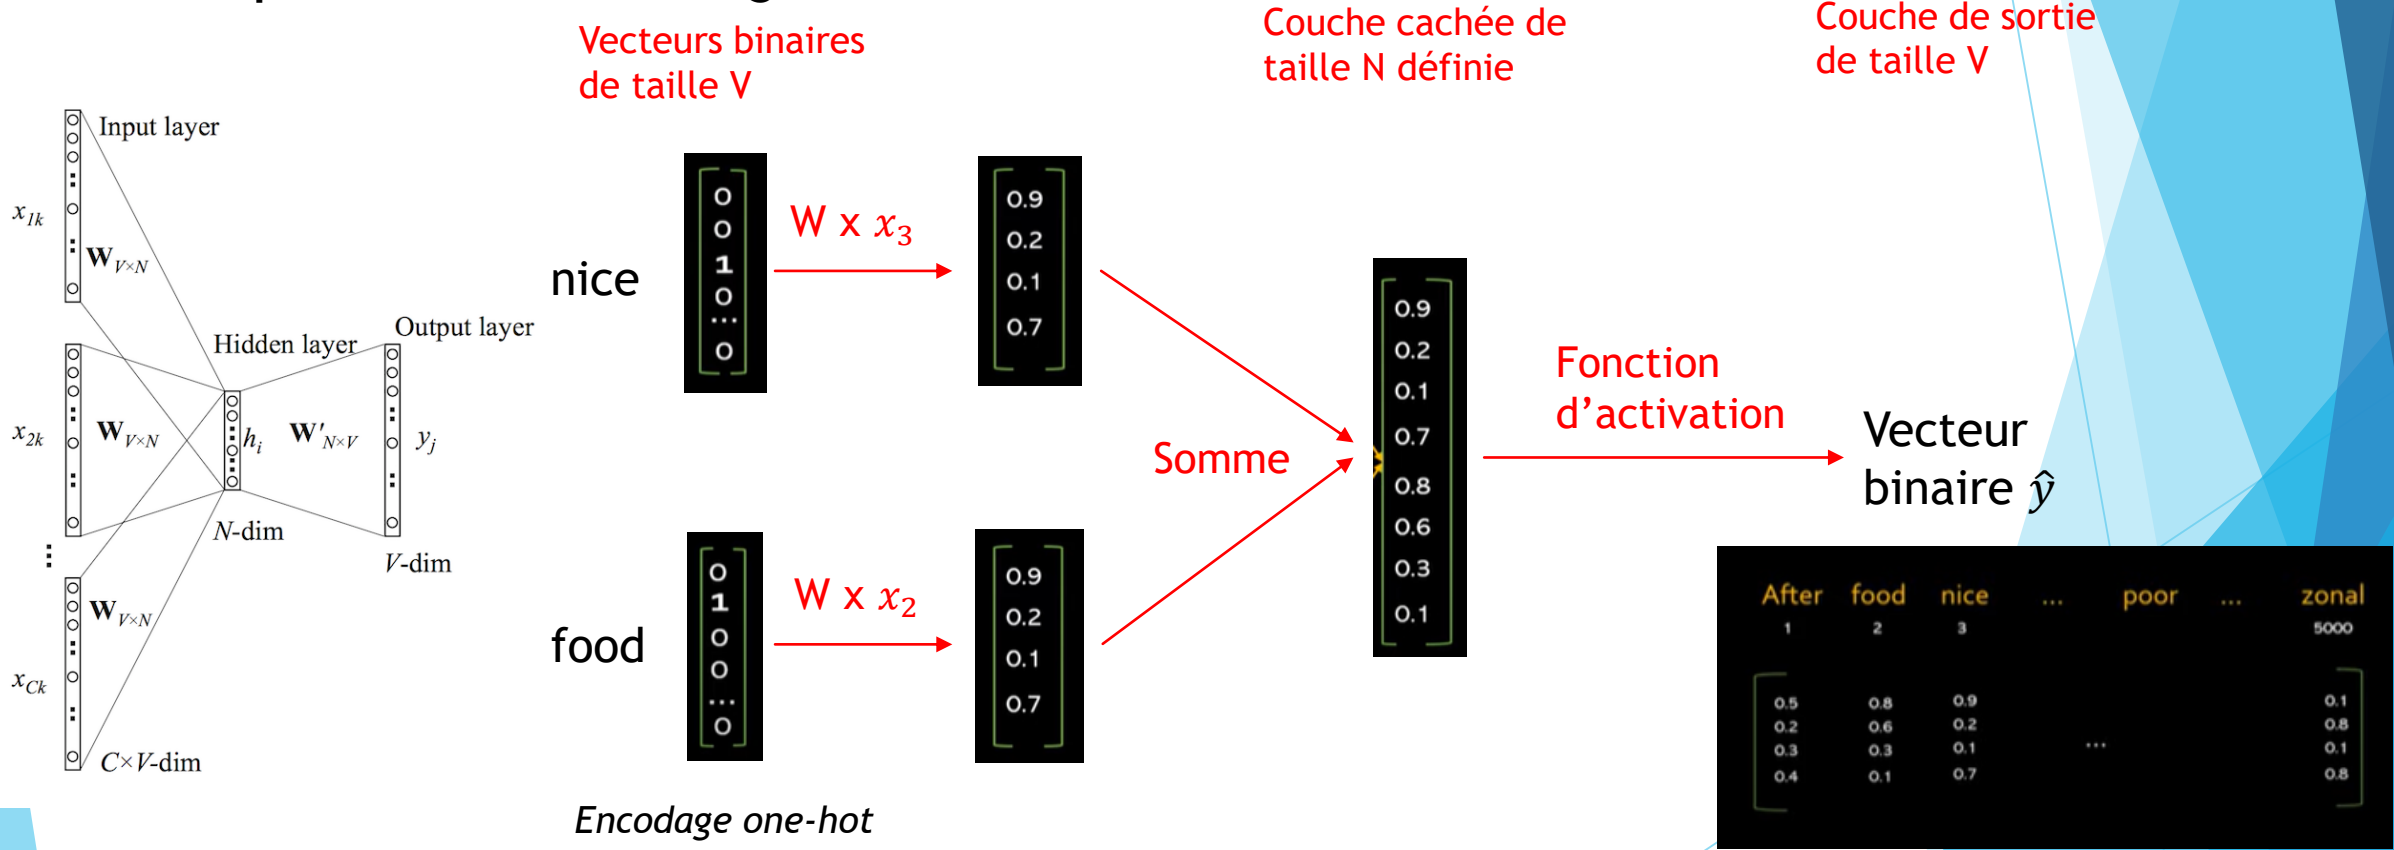 Vecteurs binaires
de taille V
Couche cachée de
taille N définie
Couche de sortie
de taille V
Input layer
x1k
W V×N
Hidden layer
Output layer
x2k
W V×N
hi
W' N×V
yj
N-dim
V-dim
W V×N
xCk
C×V-dim
nice
0
0
1
0
...
0
W x x3
0.9
0.2
0.1
0.7
food
0
1
0
0
...
0
W x x2
0.9
0.2
0.1
0.7
Encodage one-hot
Somme
0.9
0.2
0.1
0.7
0.8
0.6
0.3
0.1
Fonction
d’activation
Vecteur
binaire ŷ
After food nice ... poor ... zonal
1 2 3 5000
0.5 0.8 0.9 0.1
0.2 0.6 0.2 0.8
0.3 0.3 0.1 ... 0.1
0.4 0.1 0.7 0.8